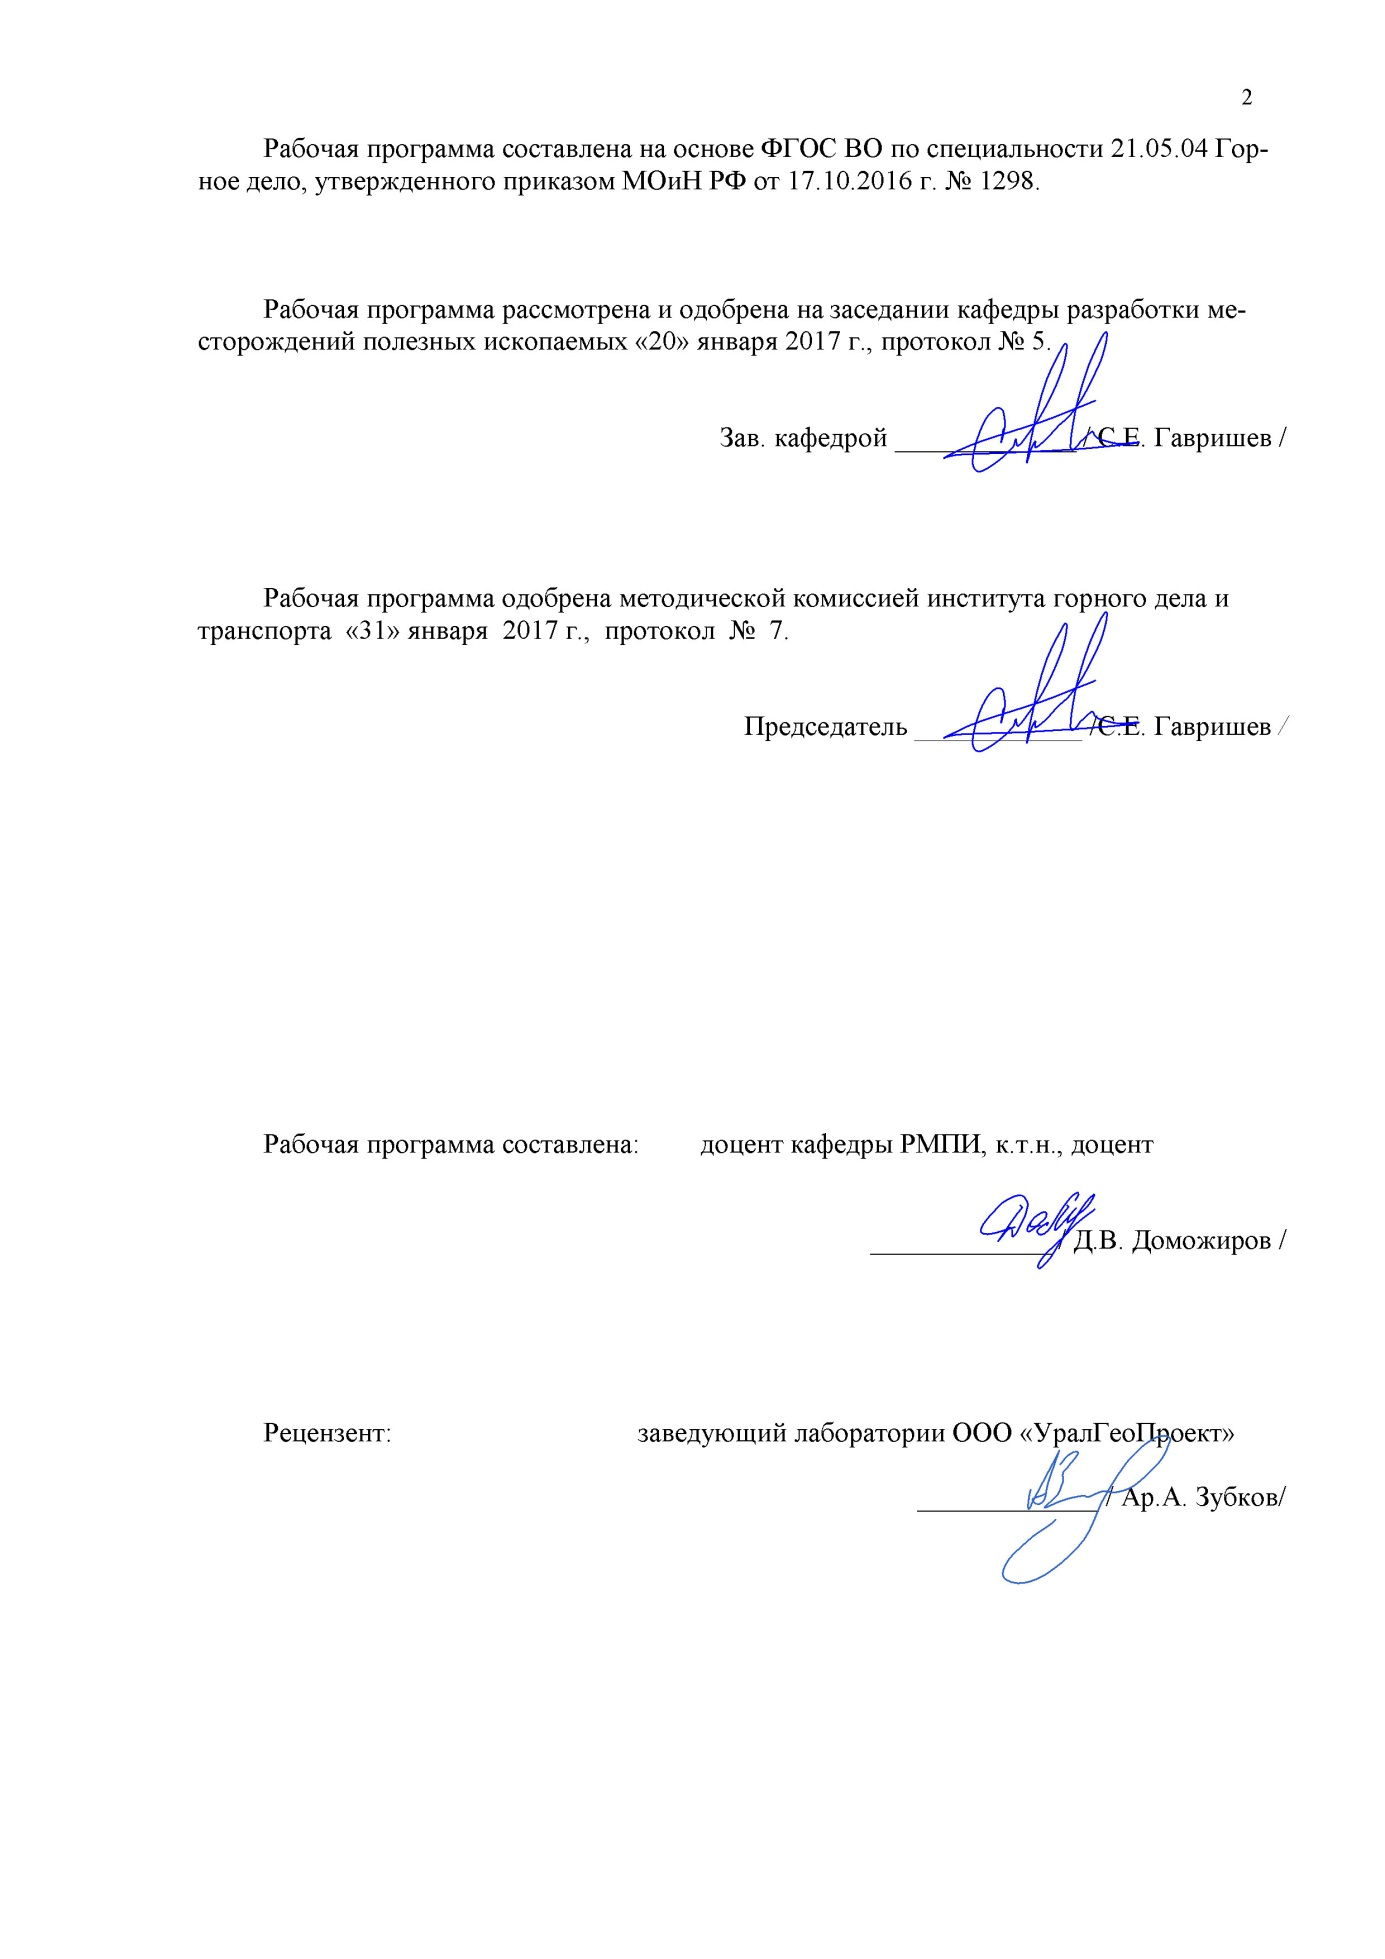 2
Рабочая программа составлена на основе ФГОС ВО по специальности 21.05.04 Гор-
ное дело, утвержденного приказом МОиН РФ от 17.10.2016 г. № 1298.
Рабочая программа рассмотрена и одобрена на заседании кафедры разработки ме-
сторождений полезных ископаемых «20» января 2017 г., протокол № 5.
Зав. кафедрой _____________ / С.Е. Гавришев /
Рабочая программа одобрена методической комиссией института горного дела и
транспорта «31» января 2017 г., протокол № 7.
Председатель ____________ /С.Е. Гавришев /
Рабочая программа составлена: доцент кафедры РМПИ, к.т.н., доцент
_____________ / Д.В. Доможиров /
Рецензент: заведующий лаборатории ООО «УралГеоПроект»
_____________ / Ар.А. Зубков/